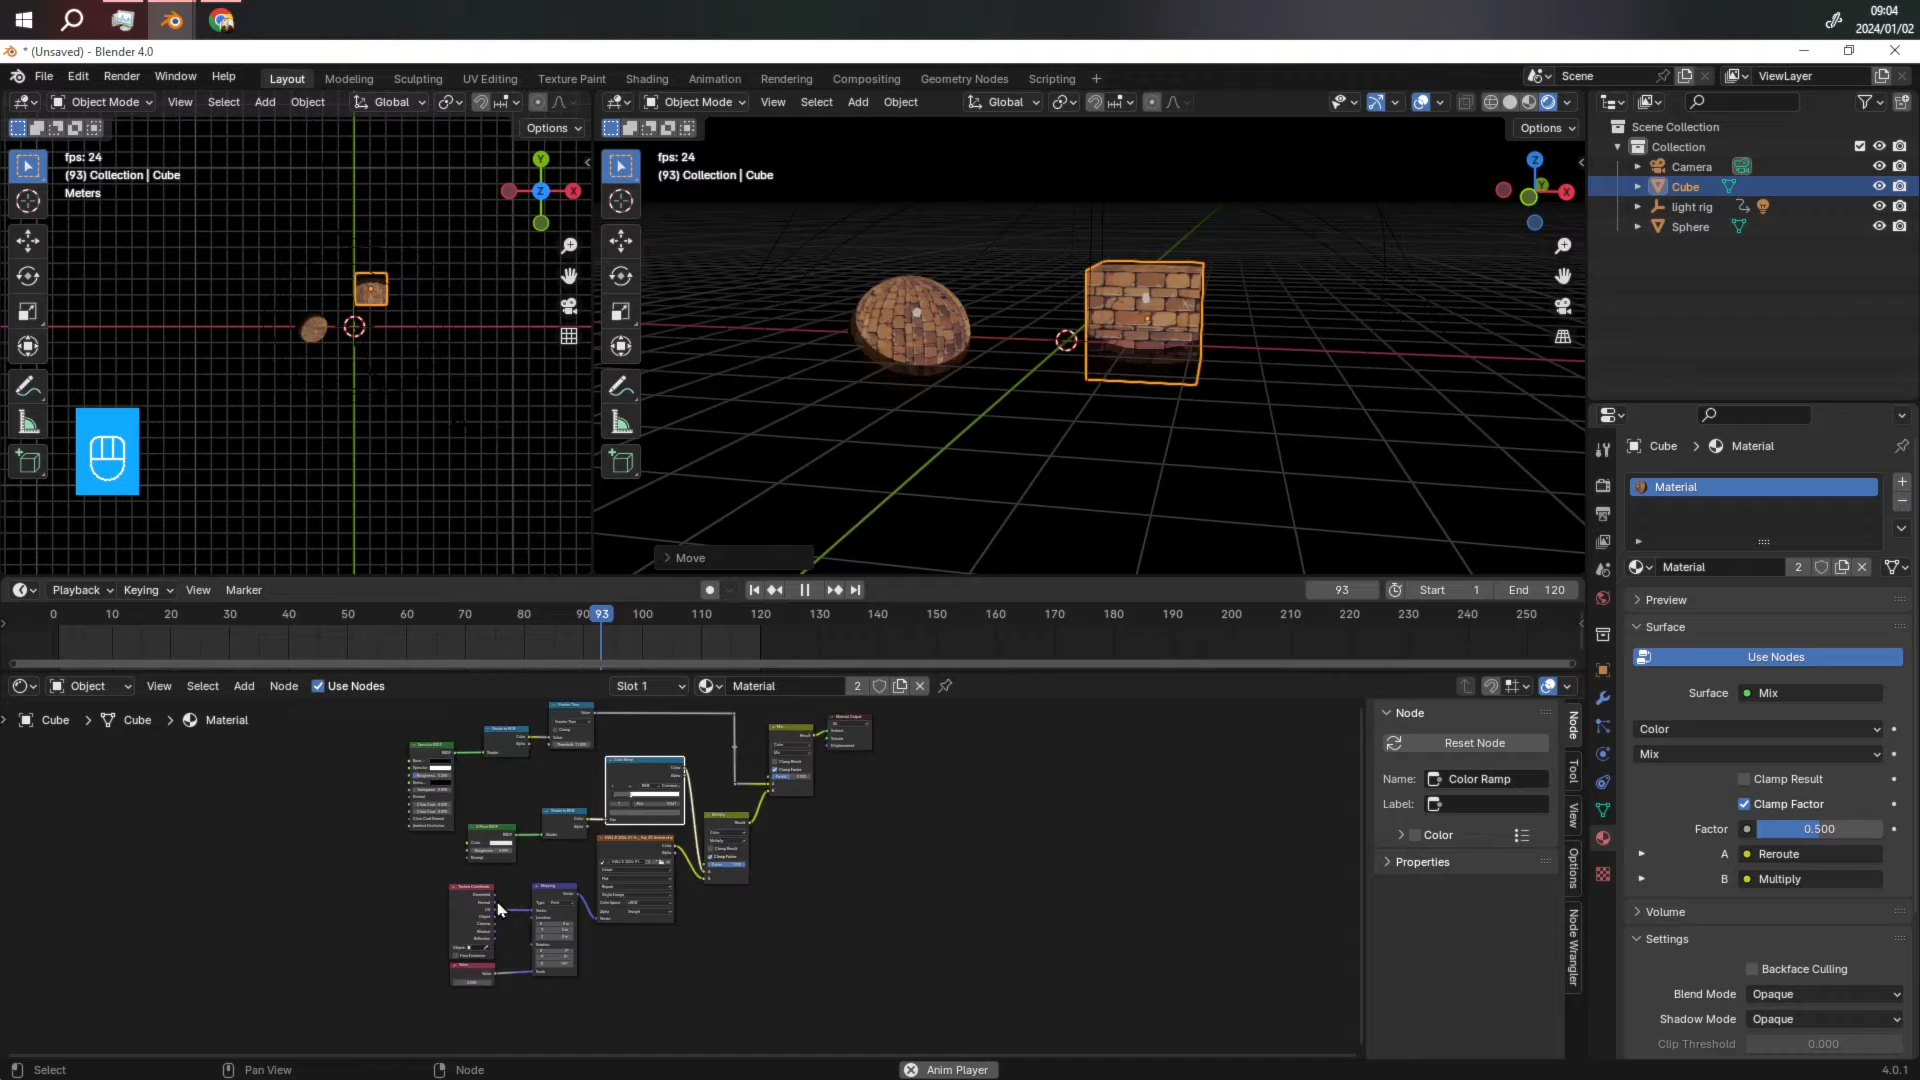 09:04
2024/01/02
* (Unsaved) - Blender 4.0
File Edit Render Window Help
Layout Modeling Sculpting UV Editing Texture Paint Shading Animation Rendering Compositing Geometry Nodes Scripting +
Scene
ViewLayer
Object Mode View Select Add Object Global
Object Mode View Select Add Object Global
Options
Options
Scene Collection
Collection
Camera
Cube
light rig
Sphere
fps: 24
(93) Collection | Cube
Meters
Y
Z
X
fps: 24
(93) Collection | Cube
Z
Y
X
Move
Cube > Material
Material
Material 2
Preview
Surface
Use Nodes
Surface Mix
Color
Mix
Clamp Result
Clamp Factor
Factor 0.500
A Reroute
B Multiply
Volume
Settings
Backface Culling
Blend Mode Opaque
Shadow Mode Opaque
Clip Threshold 0.000
Playback Keying View Marker
93 Start 1 End 120
0 10 20 30 40 50 60 70 80 90 93 100 110 120 130 140 150 160 170 180 190 200 210 220 230 240 250
Object View Select Add Node Use Nodes Slot 1 Material 2
Cube > Cube > Material
Node
Reset Node
Name: Color Ramp
Label:
Color
Properties
Node
Tool
View
Options
Node Wrangler
Select Pan View Node Anim Player 4.0.1